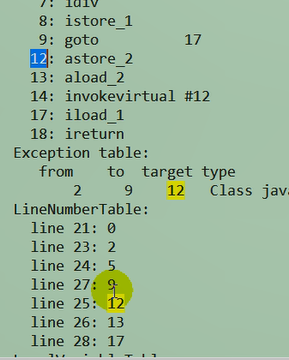 7: idiv
8: istore_1
9: goto 17
12: astore_2
13: aload_2
14: invokevirtual #12
17: iload_1
18: ireturn
Exception table:
from to target type
2 9 12 Class java
LineNumberTable:
line 21: 0
line 23: 2
line 24: 5
line 27: 9
line 25: 12
line 26: 13
line 28: 17